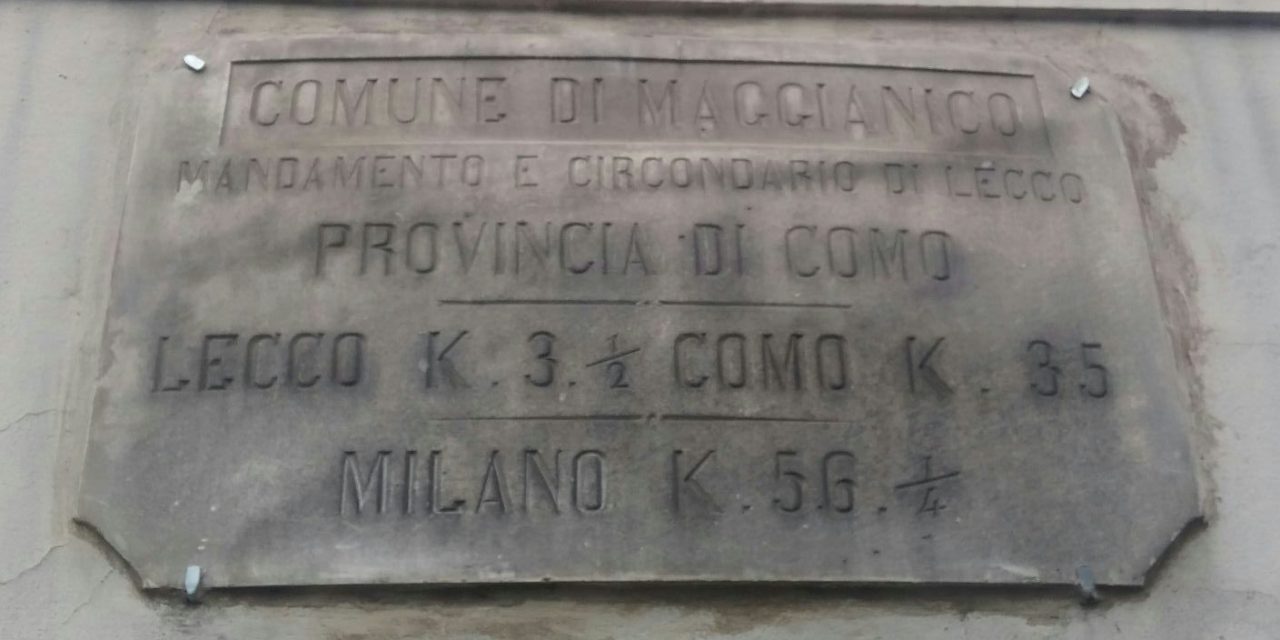 COMUNE DI MAGGIANICO
MANDAMENTO E CIRCONDARIO DI LECCO
PROVINCIA DI COMO
LECCO K. 3. ½ COMO K. 35
MILANO K. 56. ¼